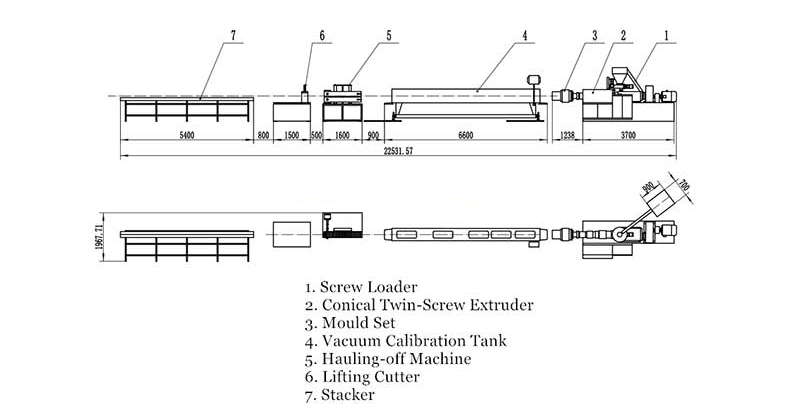 7 6 5 4 3 2 1
5400 800 1500 500 1600 900 6600 1238 3700
22531.57
900 700
1967.71
1. Screw Loader
2. Conical Twin-Screw Extruder
3. Mould Set
4. Vacuum Calibration Tank
5. Hauling-off Machine
6. Lifting Cutter
7. Stacker